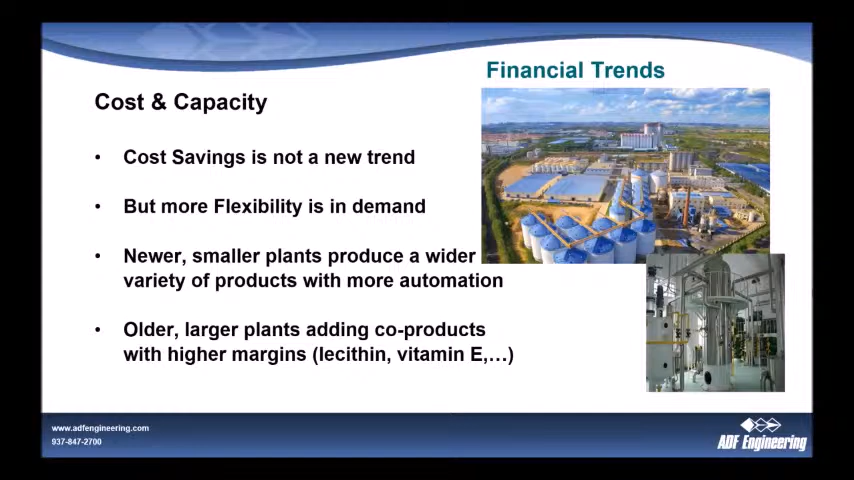 Financial Trends
Cost & Capacity
• Cost Savings is not a new trend
• But more Flexibility is in demand
• Newer, smaller plants produce a wider
variety of products with more automation
• Older, larger plants adding co-products
with higher margins (lecithin, vitamin E,...)
www.adfengineering.com
937-847-2700
ADF Engineering